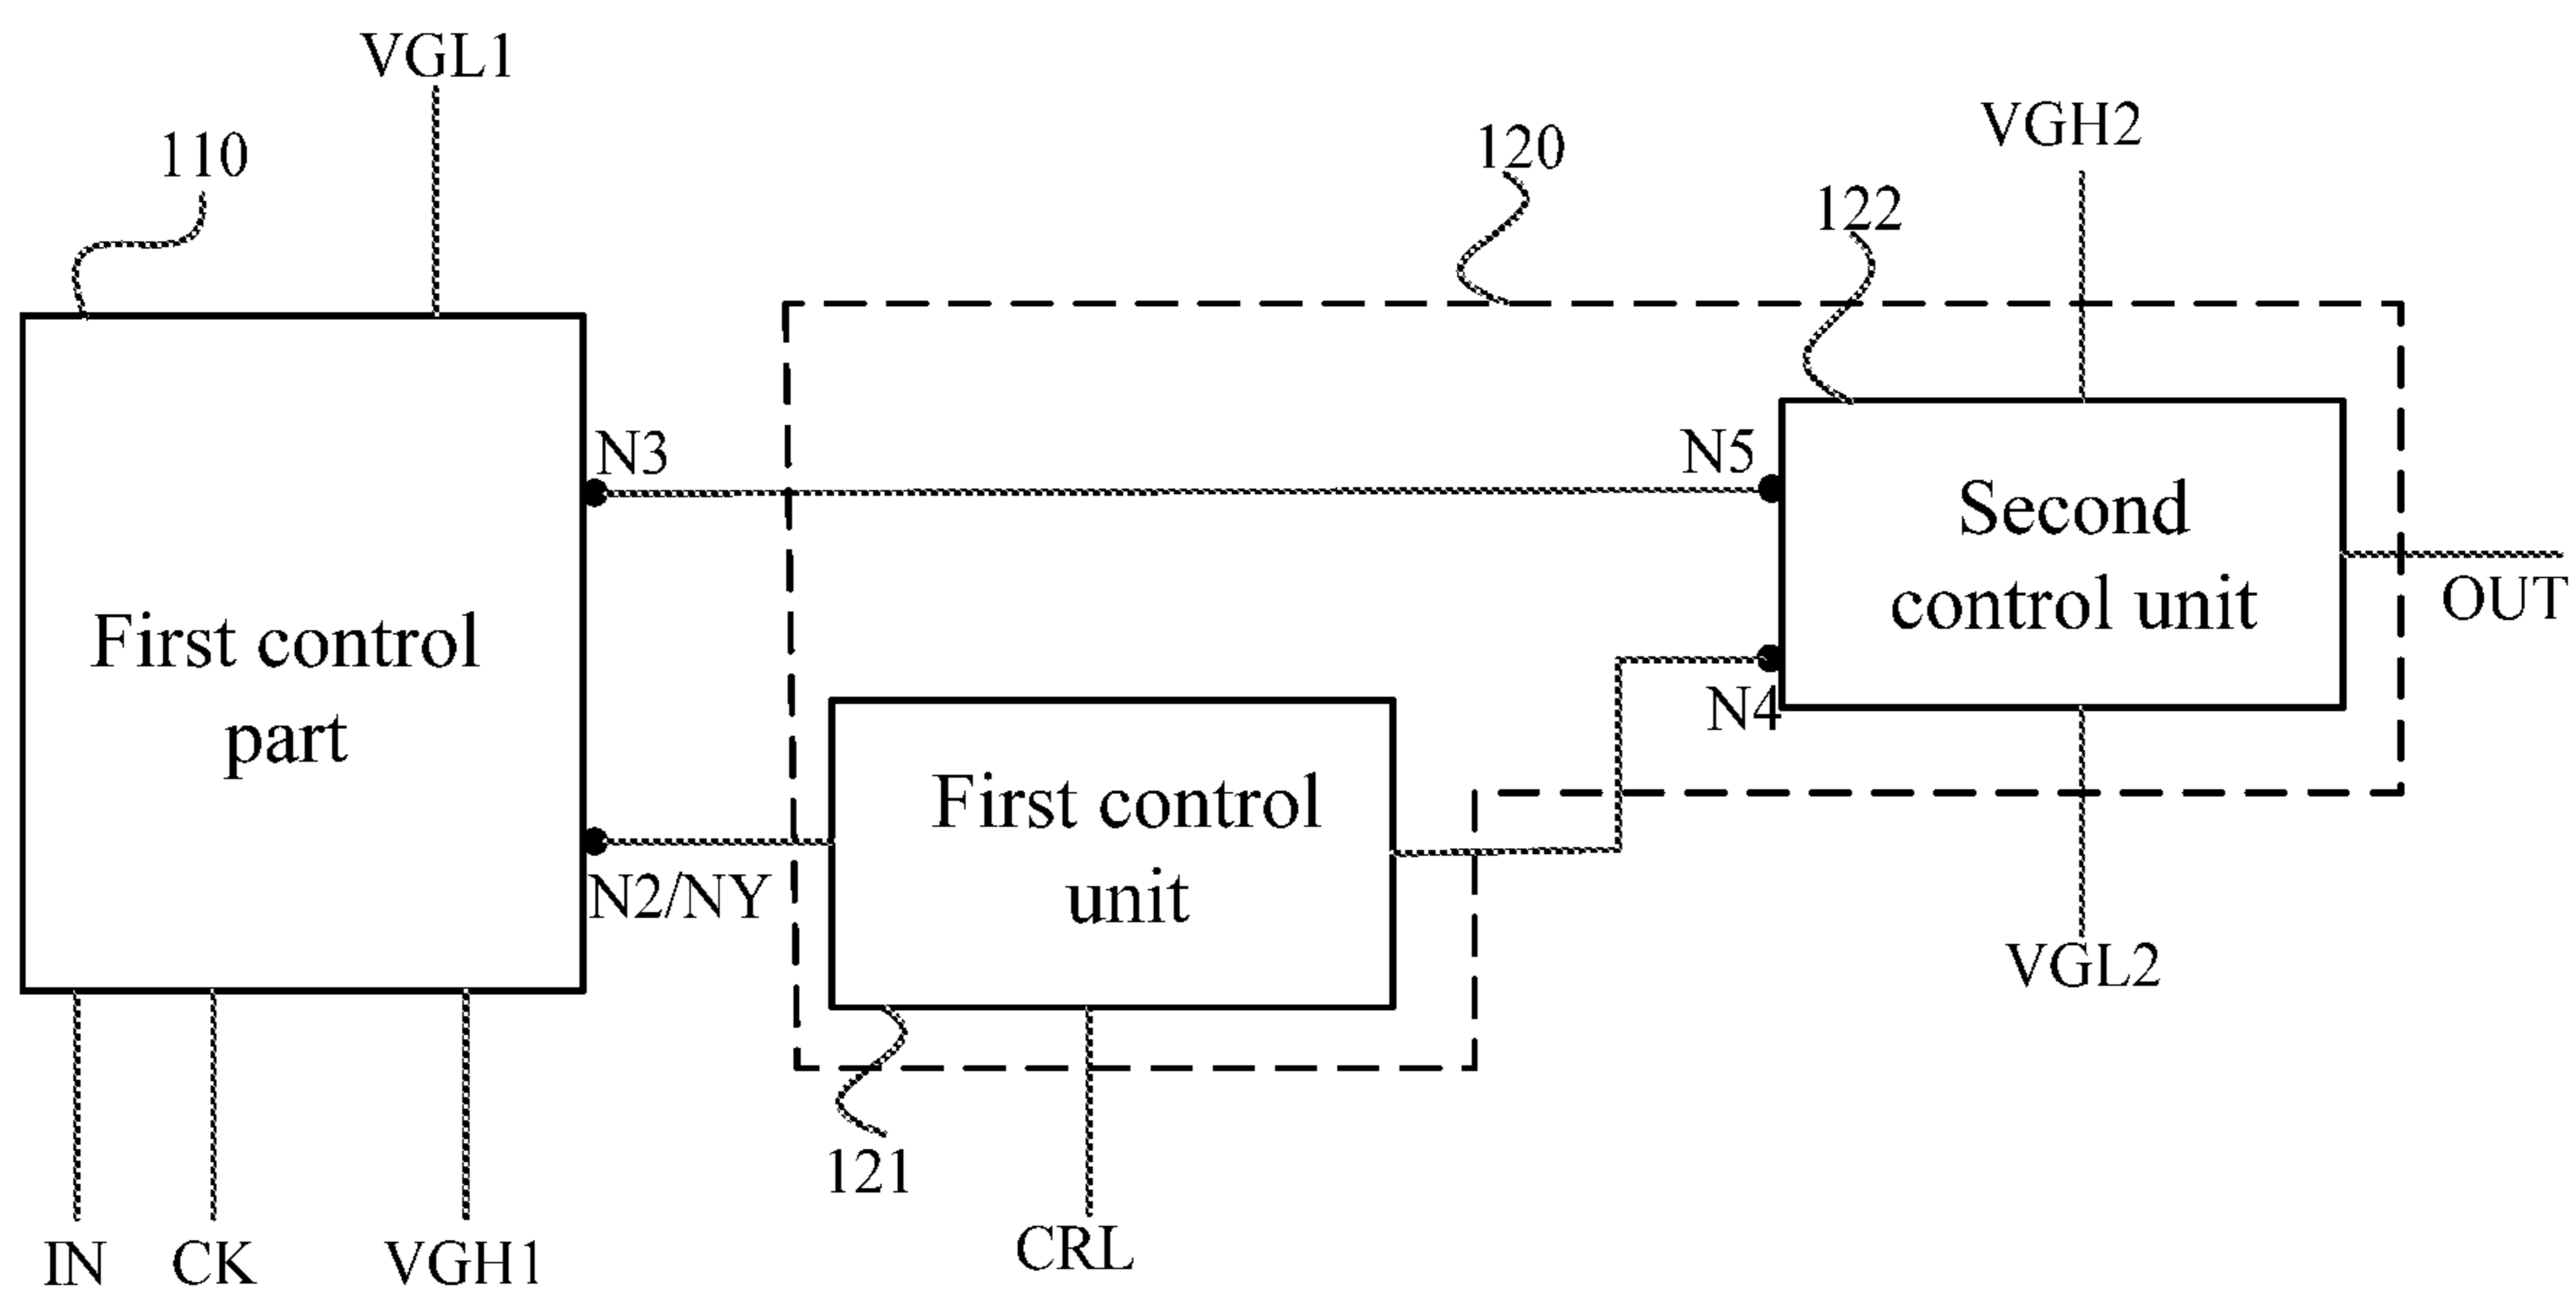 VGL1
110
120
VGH2
122
N3
N5
Second
control unit
OUT
First control
part
N4
First control
unit
N2/NY
VGL2
121
IN
CK
VGH1
CRL